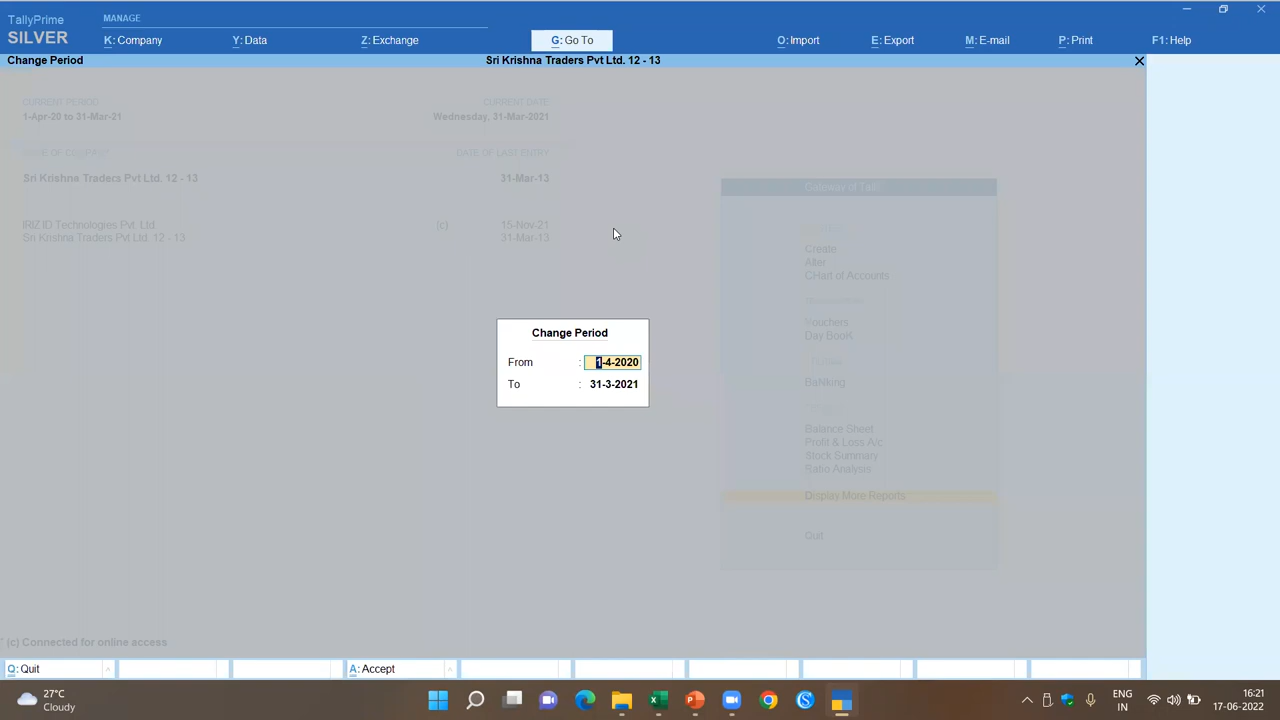 TallyPrime
SILVER
MANAGE
K: Company
Y: Data
Z: Exchange
G: Go To
O: Import
E: Export
M: E-mail
P: Print
F1: Help
Change Period
Sri Krishna Traders Pvt Ltd. 12 - 13
CURRENT PERIOD
CURRENT DATE
1-Apr-20 to 31-Mar-21
Wednesday, 31-Mar-2021
NAME OF COMPANY
DATE OF LAST ENTRY
Sri Krishna Traders Pvt Ltd. 12 - 13
31-Mar-13
IRIZ ID Technologies Pvt. Ltd.
(c)
15-Nov-21
Sri Krishna Traders Pvt Ltd. 12 - 13
31-Mar-13
Gateway of Tally
Create
Alter
CHart of Accounts
Vouchers
Day BooK
BaNking
Balance Sheet
Profit & Loss A/c
Stock Summary
Ratio Analysis
Display More Reports
Quit
Change Period
From : 1-4-2020
To : 31-3-2021
(c) Connected for online access
Q: Quit
A: Accept
27°C
Cloudy
ENG
IN
16:21
17-06-2022